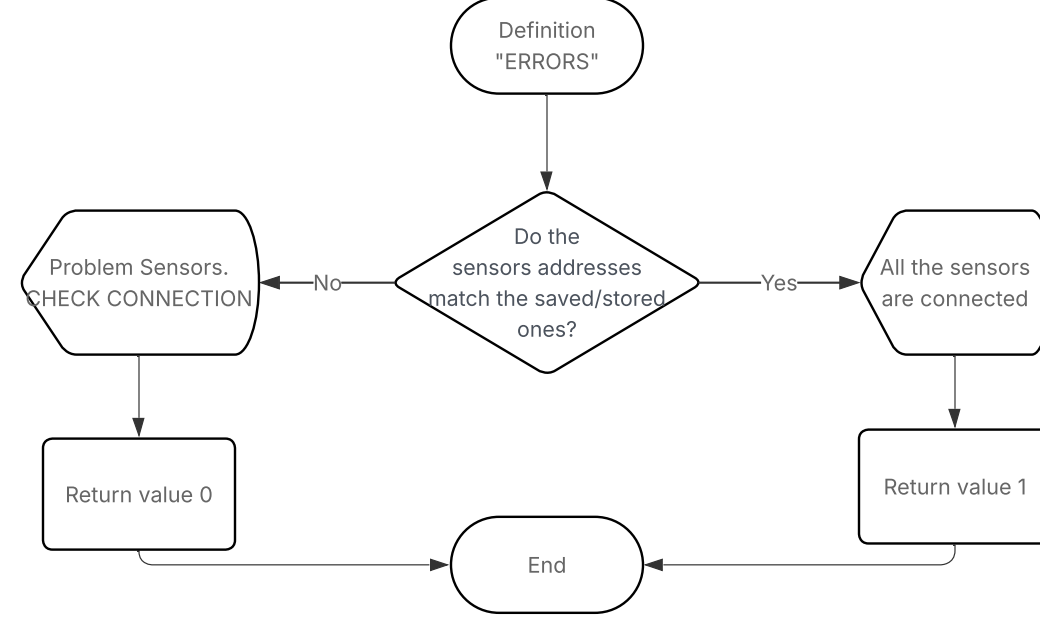 Definition
"ERRORS"
Do the
sensors addresses
match the saved/stored
ones?
No
Yes
Problem Sensors.
CHECK CONNECTION
All the sensors
are connected
Return value 0
Return value 1
End